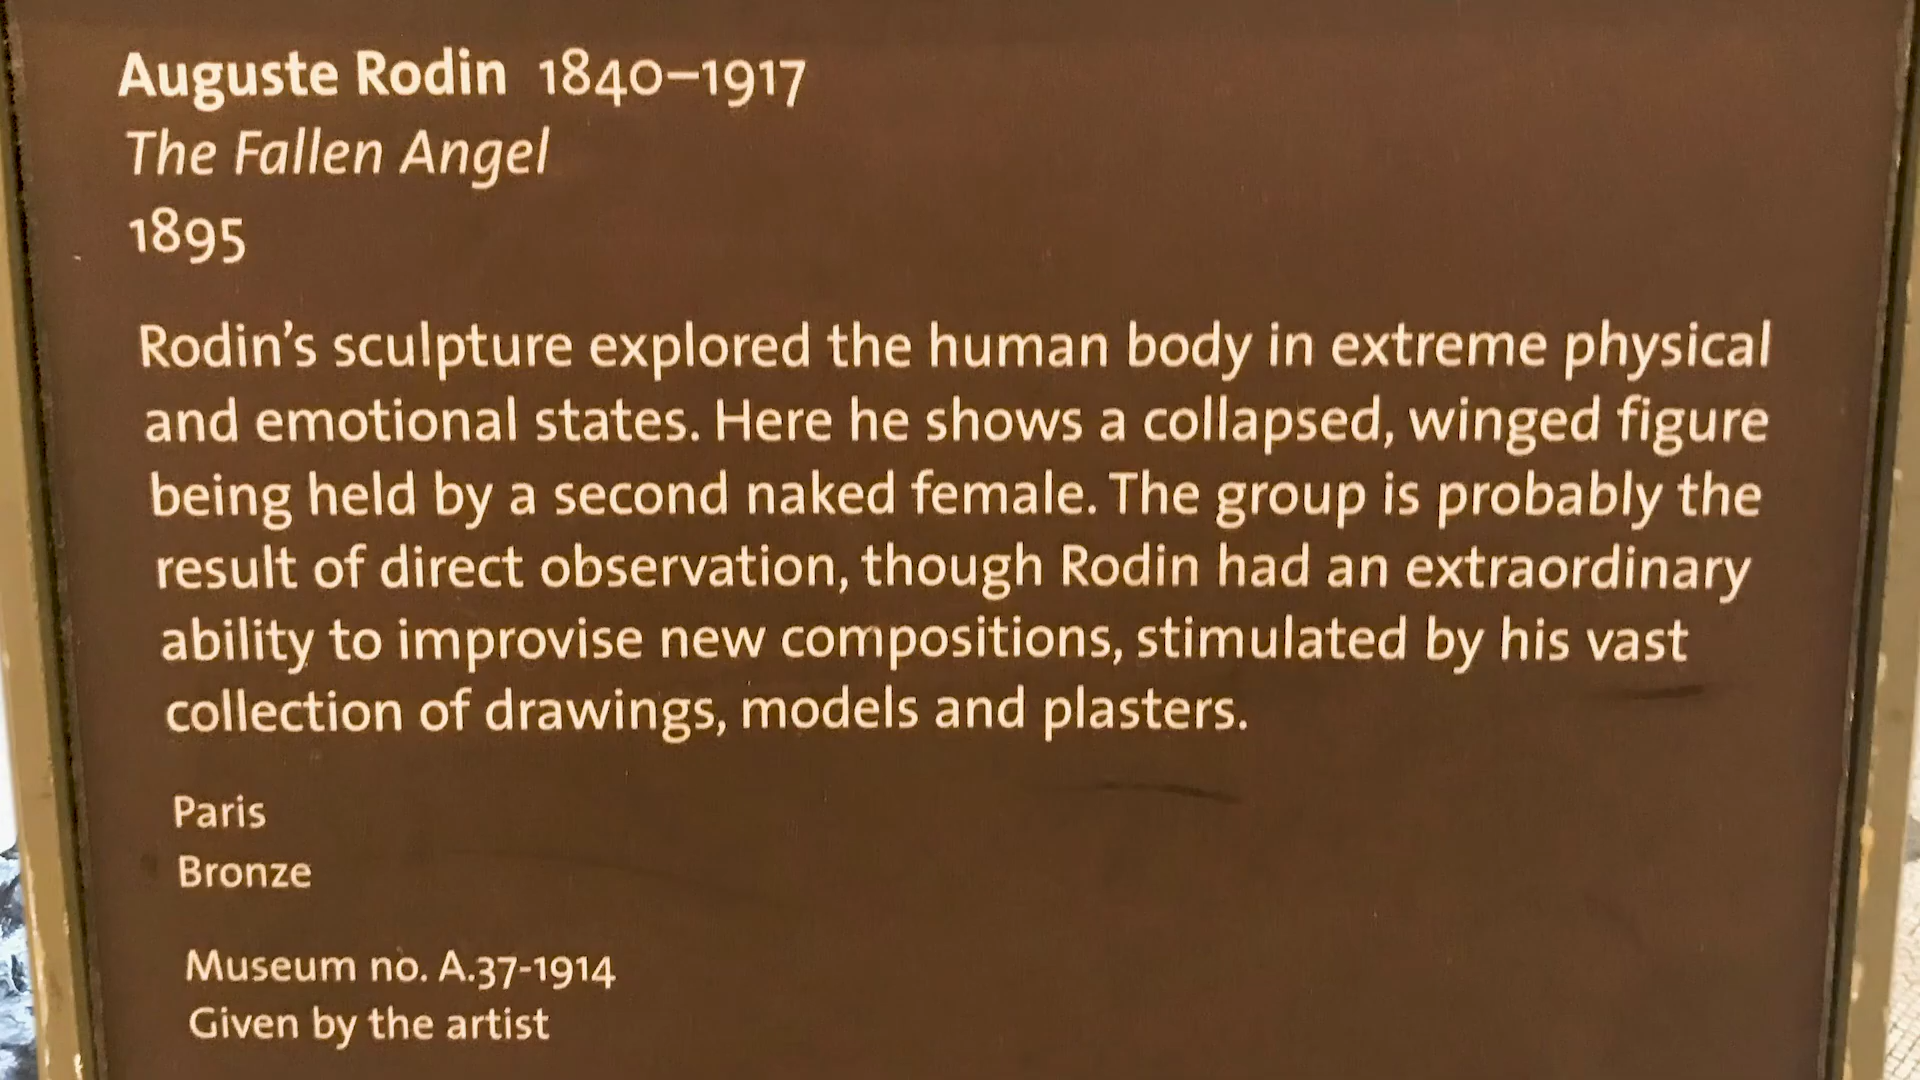 Auguste Rodin 1840–1917
The Fallen Angel
1895
Rodin’s sculpture explored the human body in extreme physical
and emotional states. Here he shows a collapsed, winged figure
being held by a second naked female. The group is probably the
result of direct observation, though Rodin had an extraordinary
ability to improvise new compositions, stimulated by his vast
collection of drawings, models and plasters.
Paris
Bronze
Museum no. A.37-1914
Given by the artist